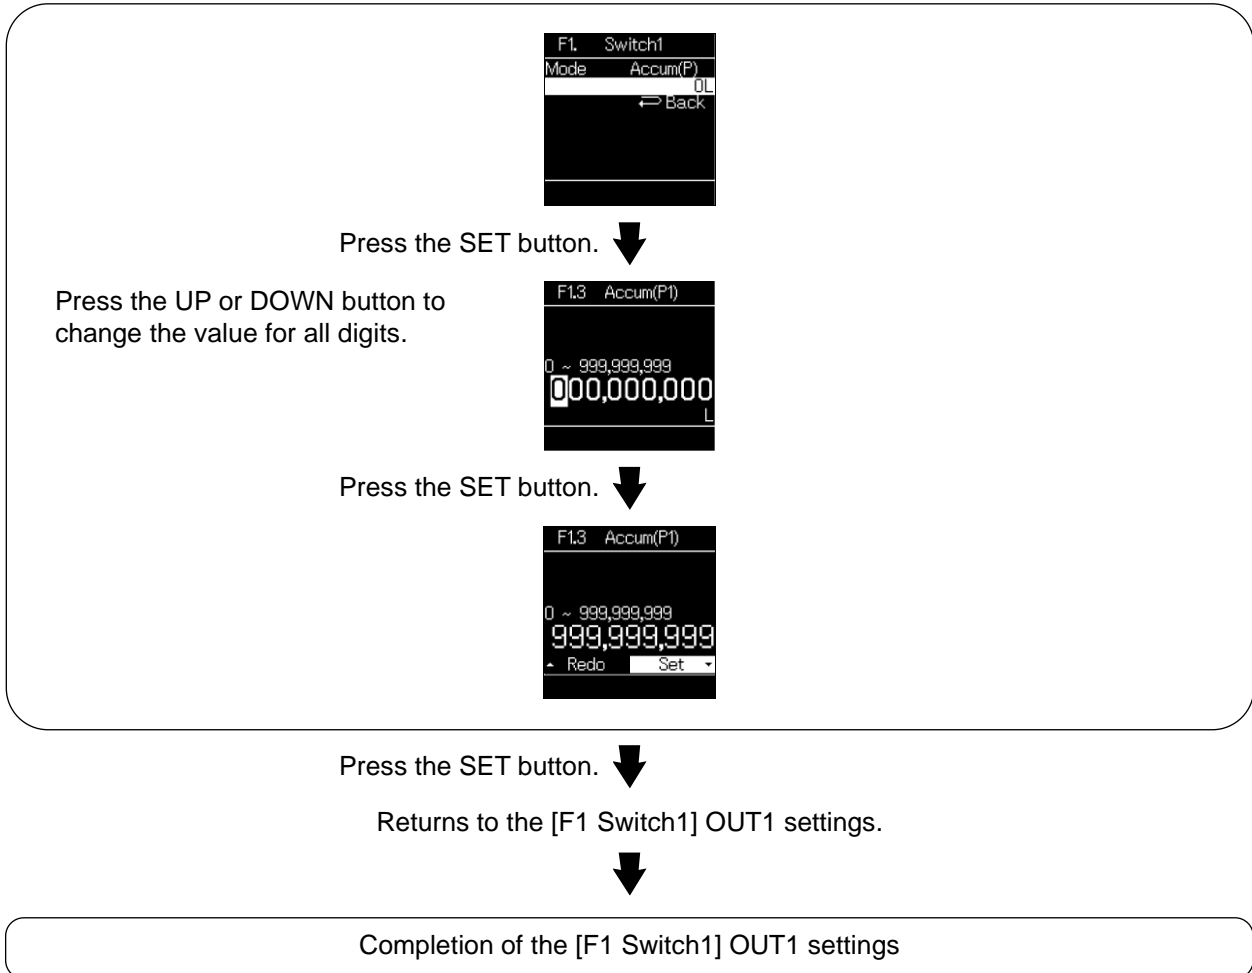 F1. Switch1
Mode Accum(P)
0L
Back
Press the SET button.
Press the UP or DOWN button to
change the value for all digits.
F1.3 Accum(P1)
0 ~ 999,999,999
000,000,000
L
Press the SET button.
F1.3 Accum(P1)
0 ~ 999,999,999
999,999,999
Redo Set
Press the SET button.
Returns to the [F1 Switch1] OUT1 settings.
Completion of the [F1 Switch1] OUT1 settings